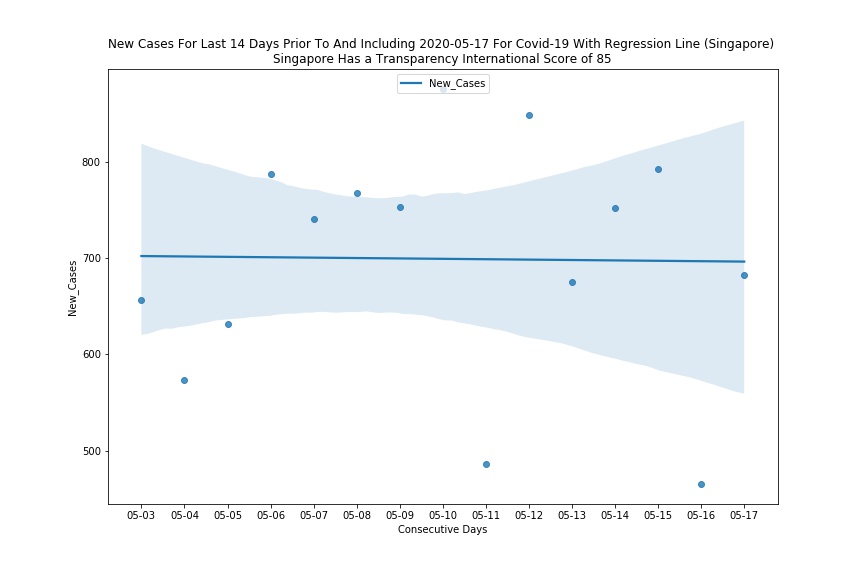 New Cases For Last 14 Days Prior To And Including 2020-05-17 For Covid-19 With Regression Line (Singapore)
Singapore Has a Transparency International Score of 85
New_Cases
800
700
600
500
New_Cases
05-03 05-04 05-05 05-06 05-07 05-08 05-09 05-10 05-11 05-12 05-13 05-14 05-15 05-16 05-17
Consecutive Days